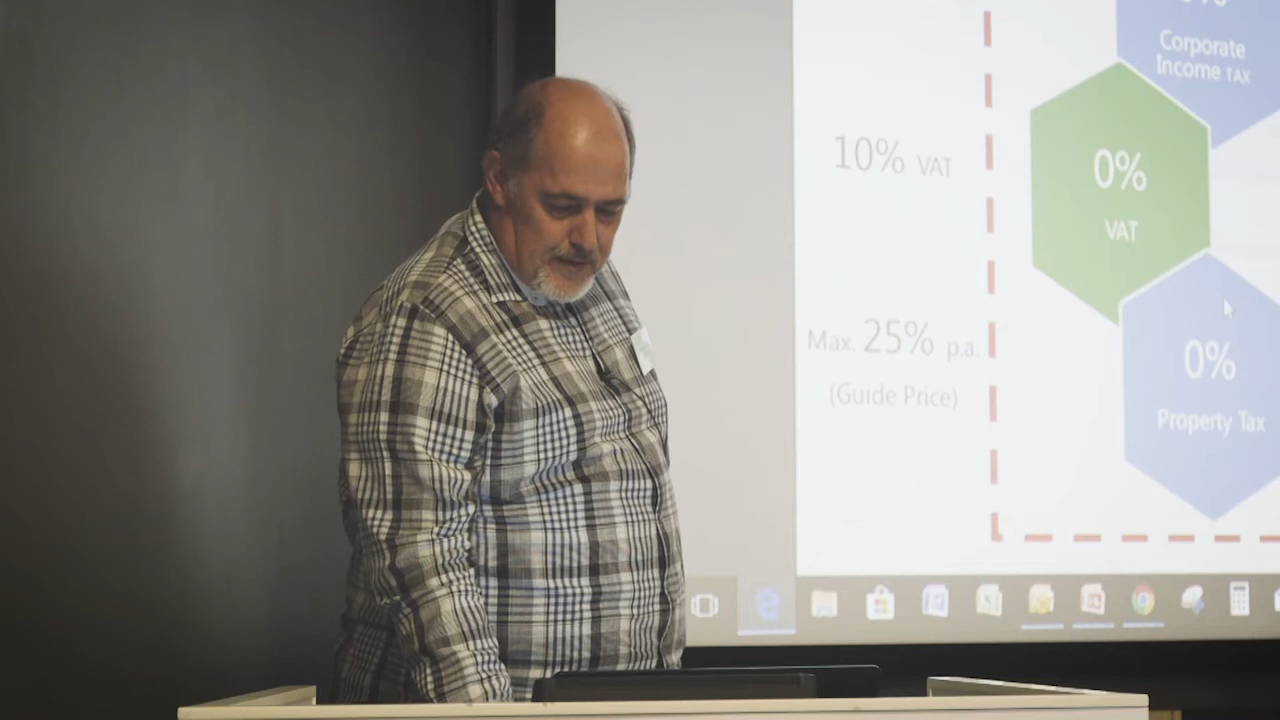 Corporate
Income TAX
10% VAT
0%
VAT
Max. 25% p.a.
(Guide Price)
0%
Property Tax